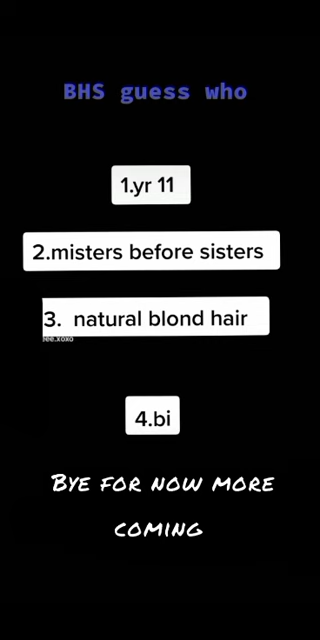 BHS guess who
1.yr 11
2.misters before sisters
3. natural blond hair
lee.xoxo
4.bi
Bye for now more
coming